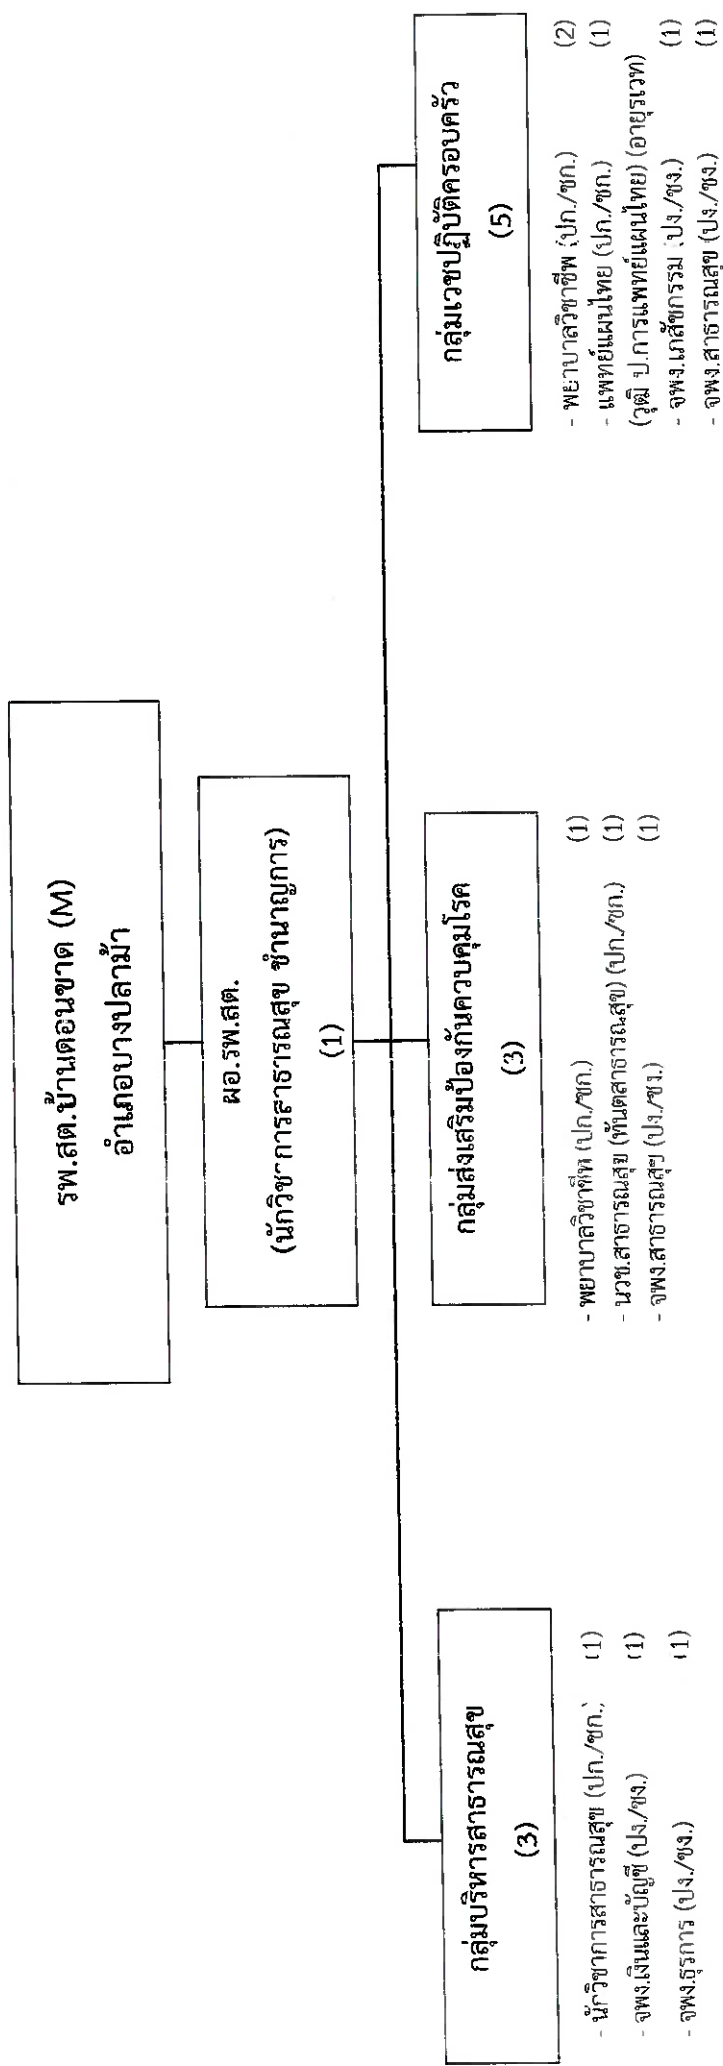 รพ.สต.บ้านดอนขาด (M)
อำเภอบางปลาม้า
ผอ.รพ.สต.
(นักวิชาการสาธารณสุข ชำนาญการ)
(1)
กลุ่มบริหารสาธารณสุข
(3)
- นักวิชาการสาธารณสุข (ปก./ชก.) (1)
- จพง.เงินและบัญชี (ปง./ชง.) (1)
- จพง.ธุรการ (ปง./ชง.) (1)
กลุ่มส่งเสริมป้องกันควบคุมโรค
(3)
- พยาบาลวิชาชีพ (ปก./ชก.) (1)
- นวช.สาธารณสุข (ทันตสาธารณสุข) (ปก./ชก.) (1)
- จพง.สาธารณสุข (ปง./ชง.) (1)
กลุ่มเวชปฏิบัติครอบครัว
(5)
- พยาบาลวิชาชีพ (ปก./ชก.) (2)
- แพทย์แผนไทย (ปก./ชก.) (1)
(วุฒิ ป.การแพทย์แผนไทย) (อายุรเวท)
- จพง.เภสัชกรรม (ปง./ชง.) (1)
- จพง.สาธารณสุข (ปง./ชง.) (1)